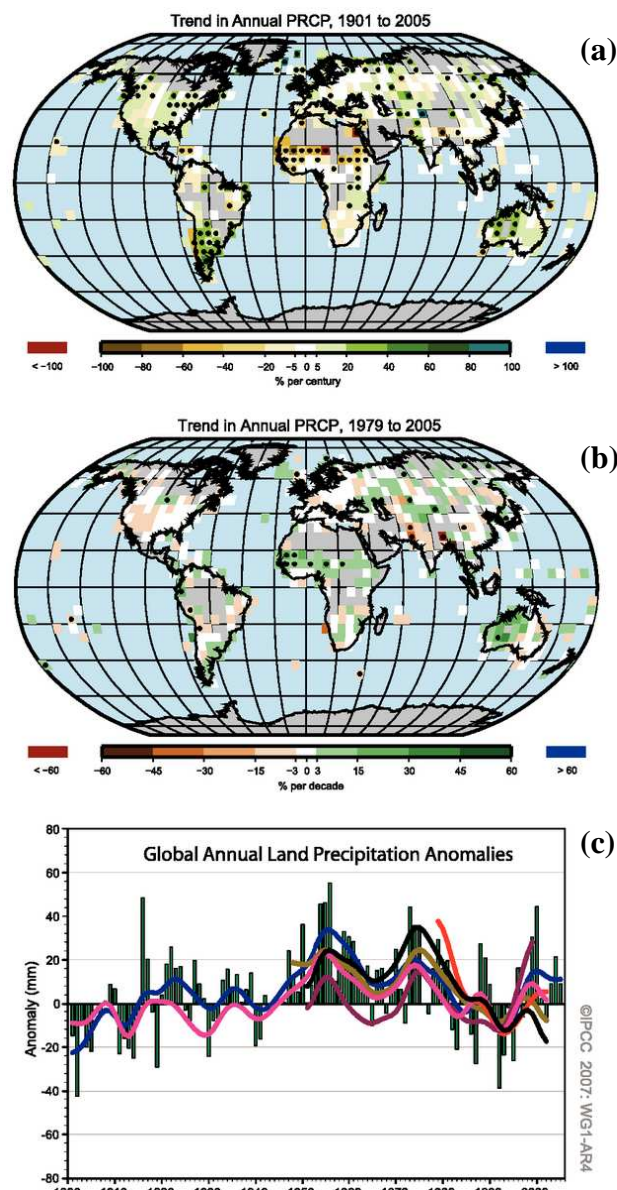 Trend in Annual PRCP, 1901 to 2005
(a)
< -100
-100 -80 -60 -40 -20 -5 0 5 20 40 60 80 100
> 100
% per century
Trend in Annual PRCP, 1979 to 2005
(b)
< -60
-60 -45 -30 -15 -3 0 3 15 30 45 60
> 60
% per decade
(c)
Global Annual Land Precipitation Anomalies
Anomaly (mm)
80
60
40
20
0
-20
-40
-60
-80
©IPCC 2007: WG1-AR4